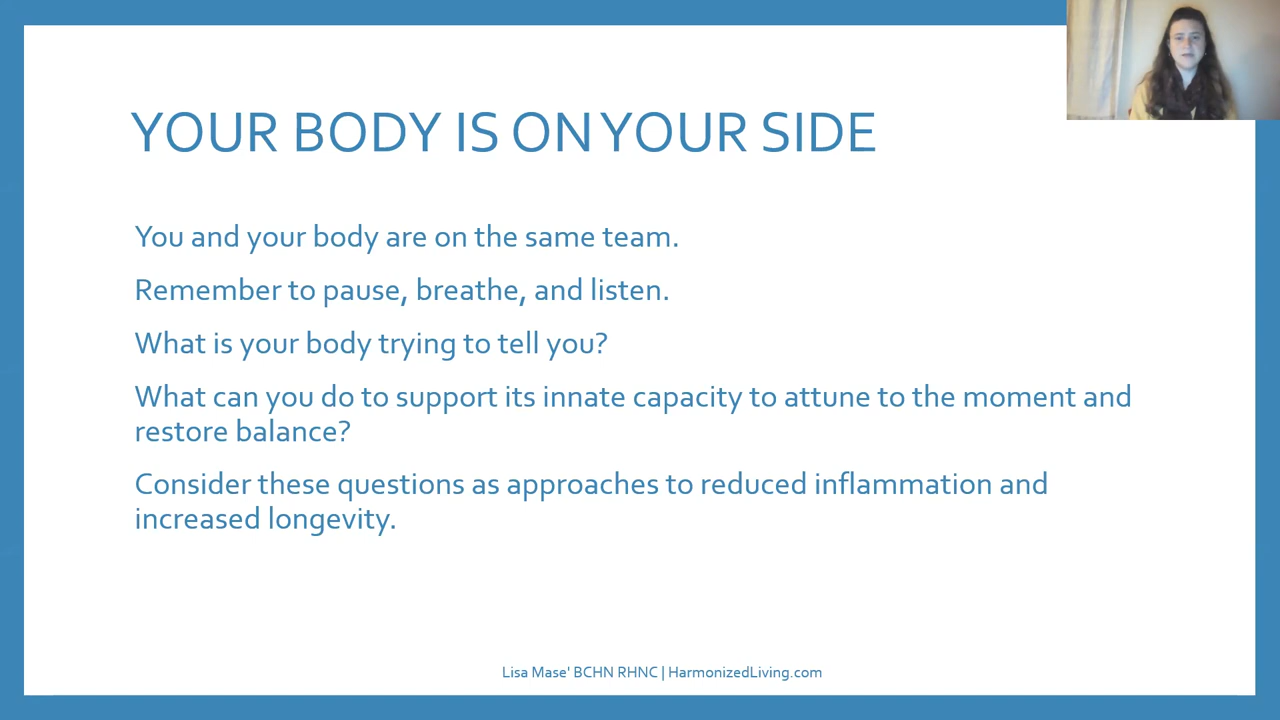 YOUR BODY IS ON YOUR SIDE
You and your body are on the same team.
Remember to pause, breathe, and listen.
What is your body trying to tell you?
What can you do to support its innate capacity to attune to the moment and
restore balance?
Consider these questions as approaches to reduced inflammation and
increased longevity.
Lisa Mase' BCHN RHNC | HarmonizedLiving.com